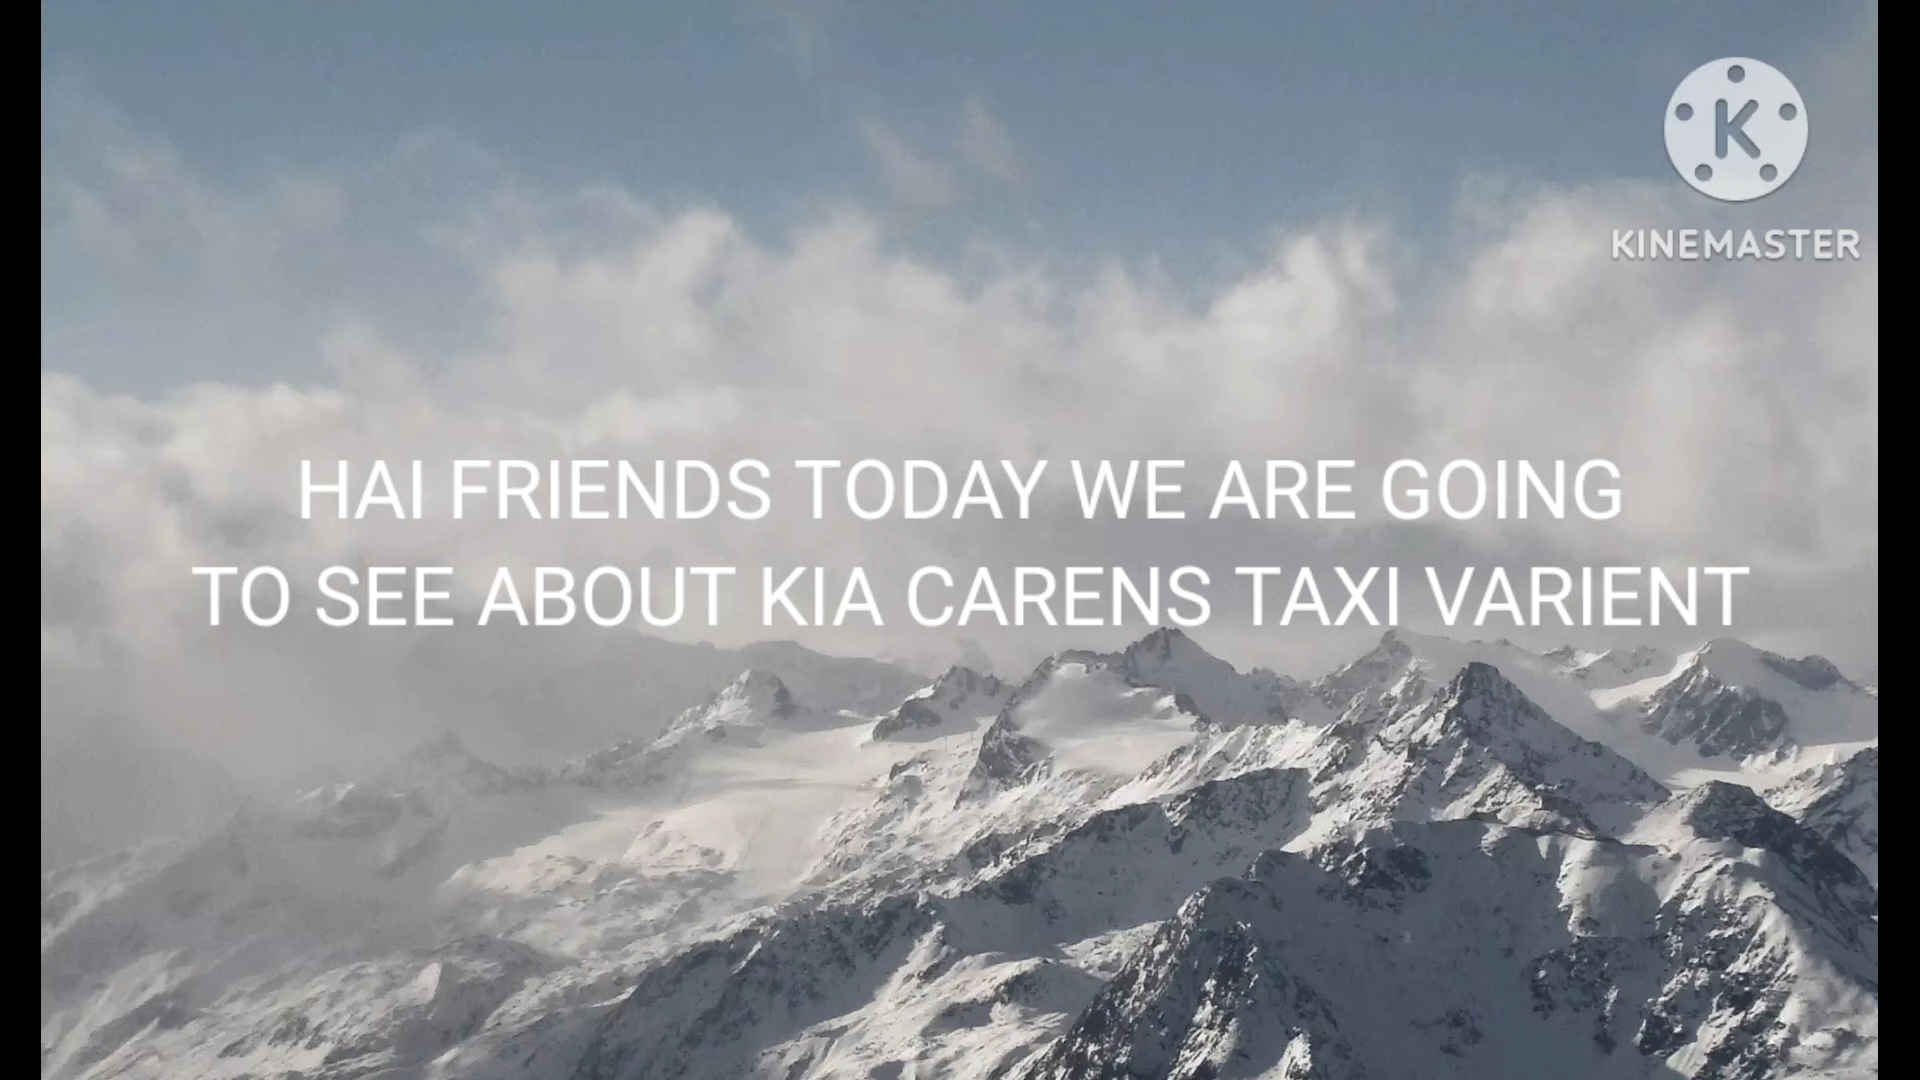 K
KINEMASTER
HAI FRIENDS TODAY WE ARE GOING
TO SEE ABOUT KIA CARENS TAXI VARIENT